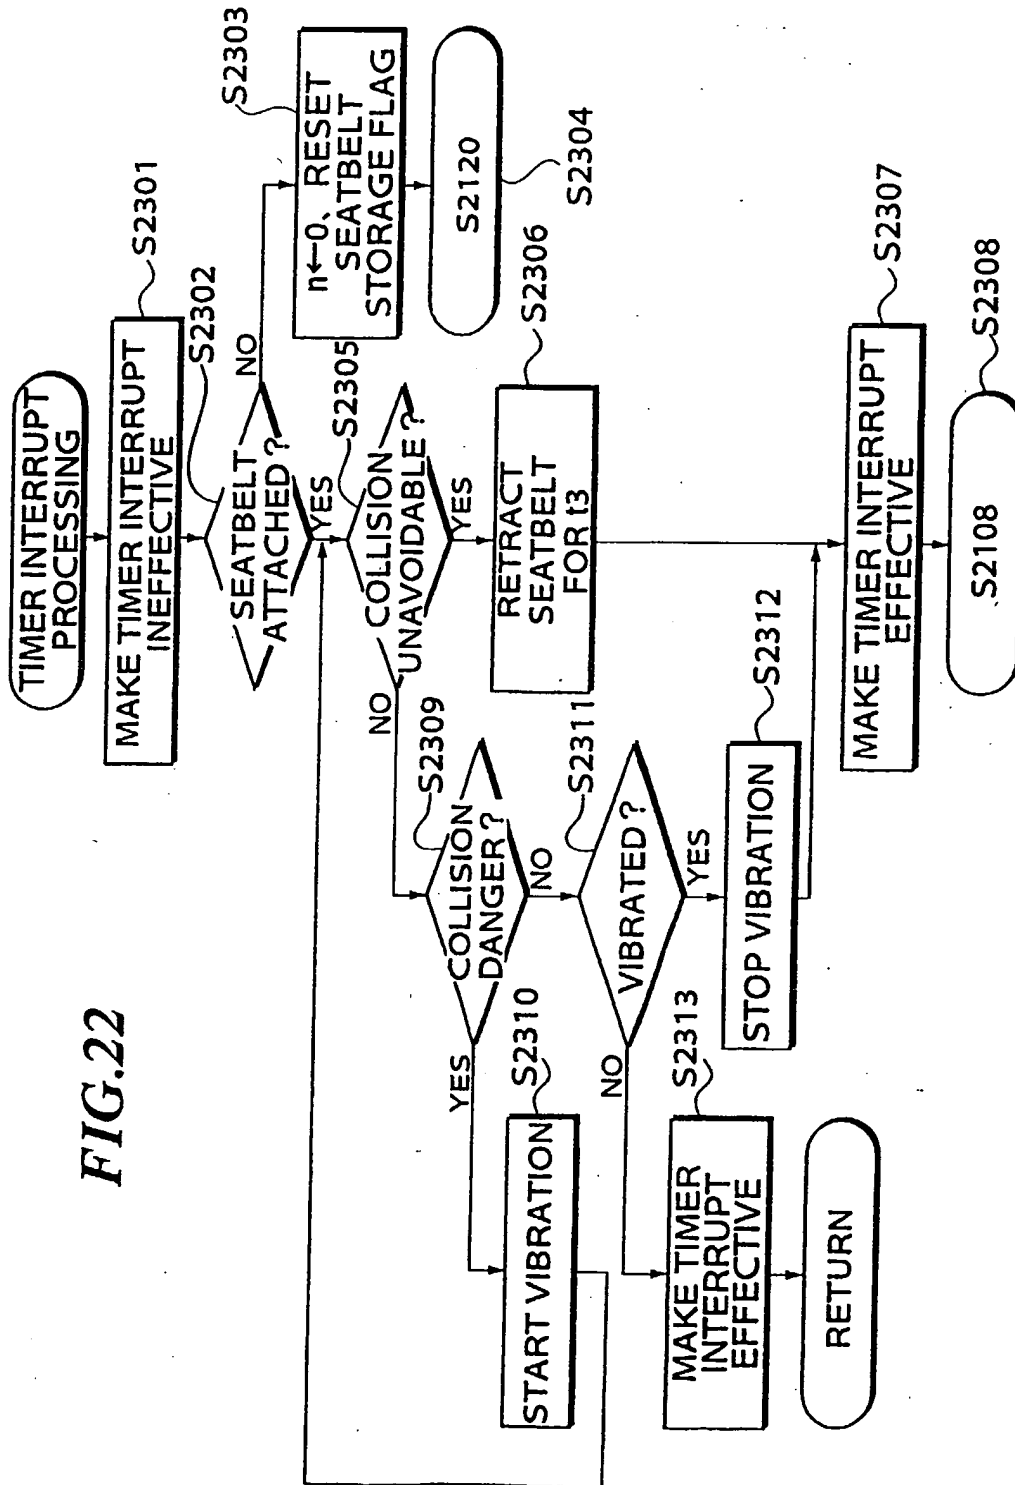 FIG.22
TIMER INTERRUPT
PROCESSING
MAKE TIMER INTERRUPT
INEFFECTIVE
S2301
SEATBELT
ATTACHED?
S2302
NO
YES
n←0、RESET
SEATBELT
STORAGE FLAG
S2303
S2120
S2304
COLLISION
UNAVOIDABLE?
S2305
NO
YES
RETRACT
SEATBELT
FOR t3
S2306
COLLISION
DANGER?
S2309
YES
NO
START VIBRATION
S2310
VIBRATED?
S2311
NO
YES
STOP VIBRATION
S2312
MAKE TIMER
INTERRUPT
EFFECTIVE
S2313
RETURN
MAKE TIMER INTERRUPT
EFFECTIVE
S2307
S2108
S2308